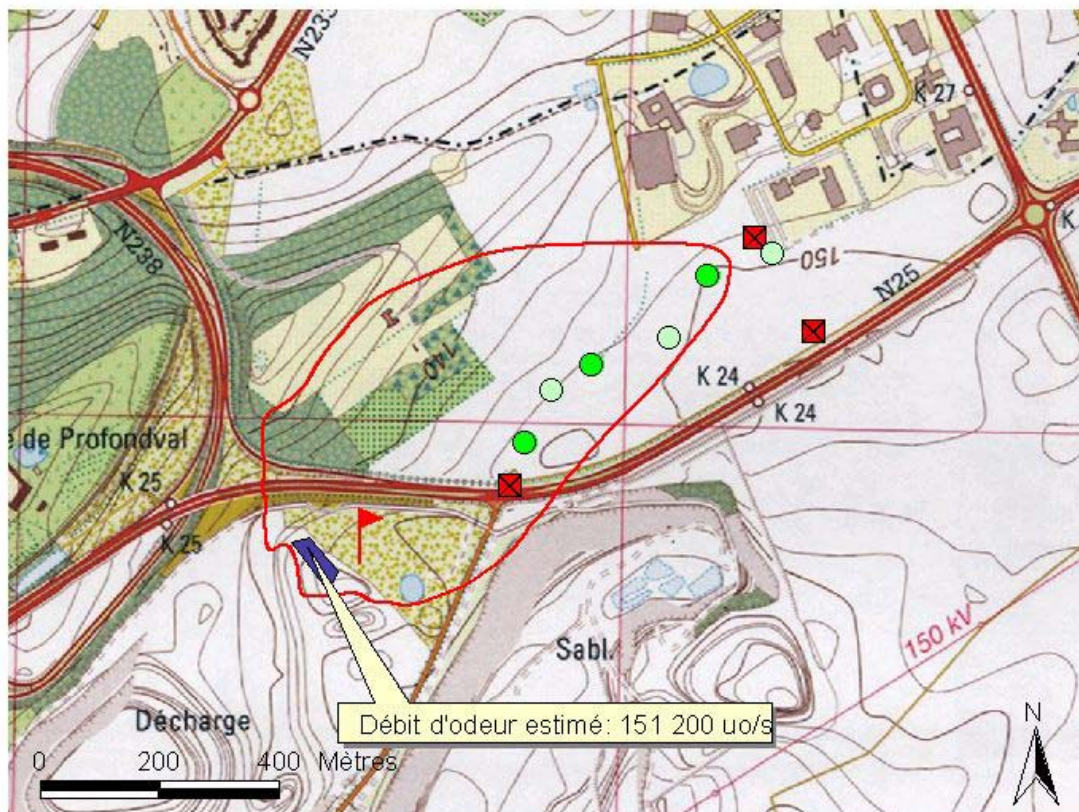 N233
K 27
K
N238
150
N25
E
140
K 24
K 24
e de Profondval
K 25
K 25
150 kV
Sabl.
Décharge
Débit d'odeur estimé: 151 200 uo/s
N
0 200 400 Mètres